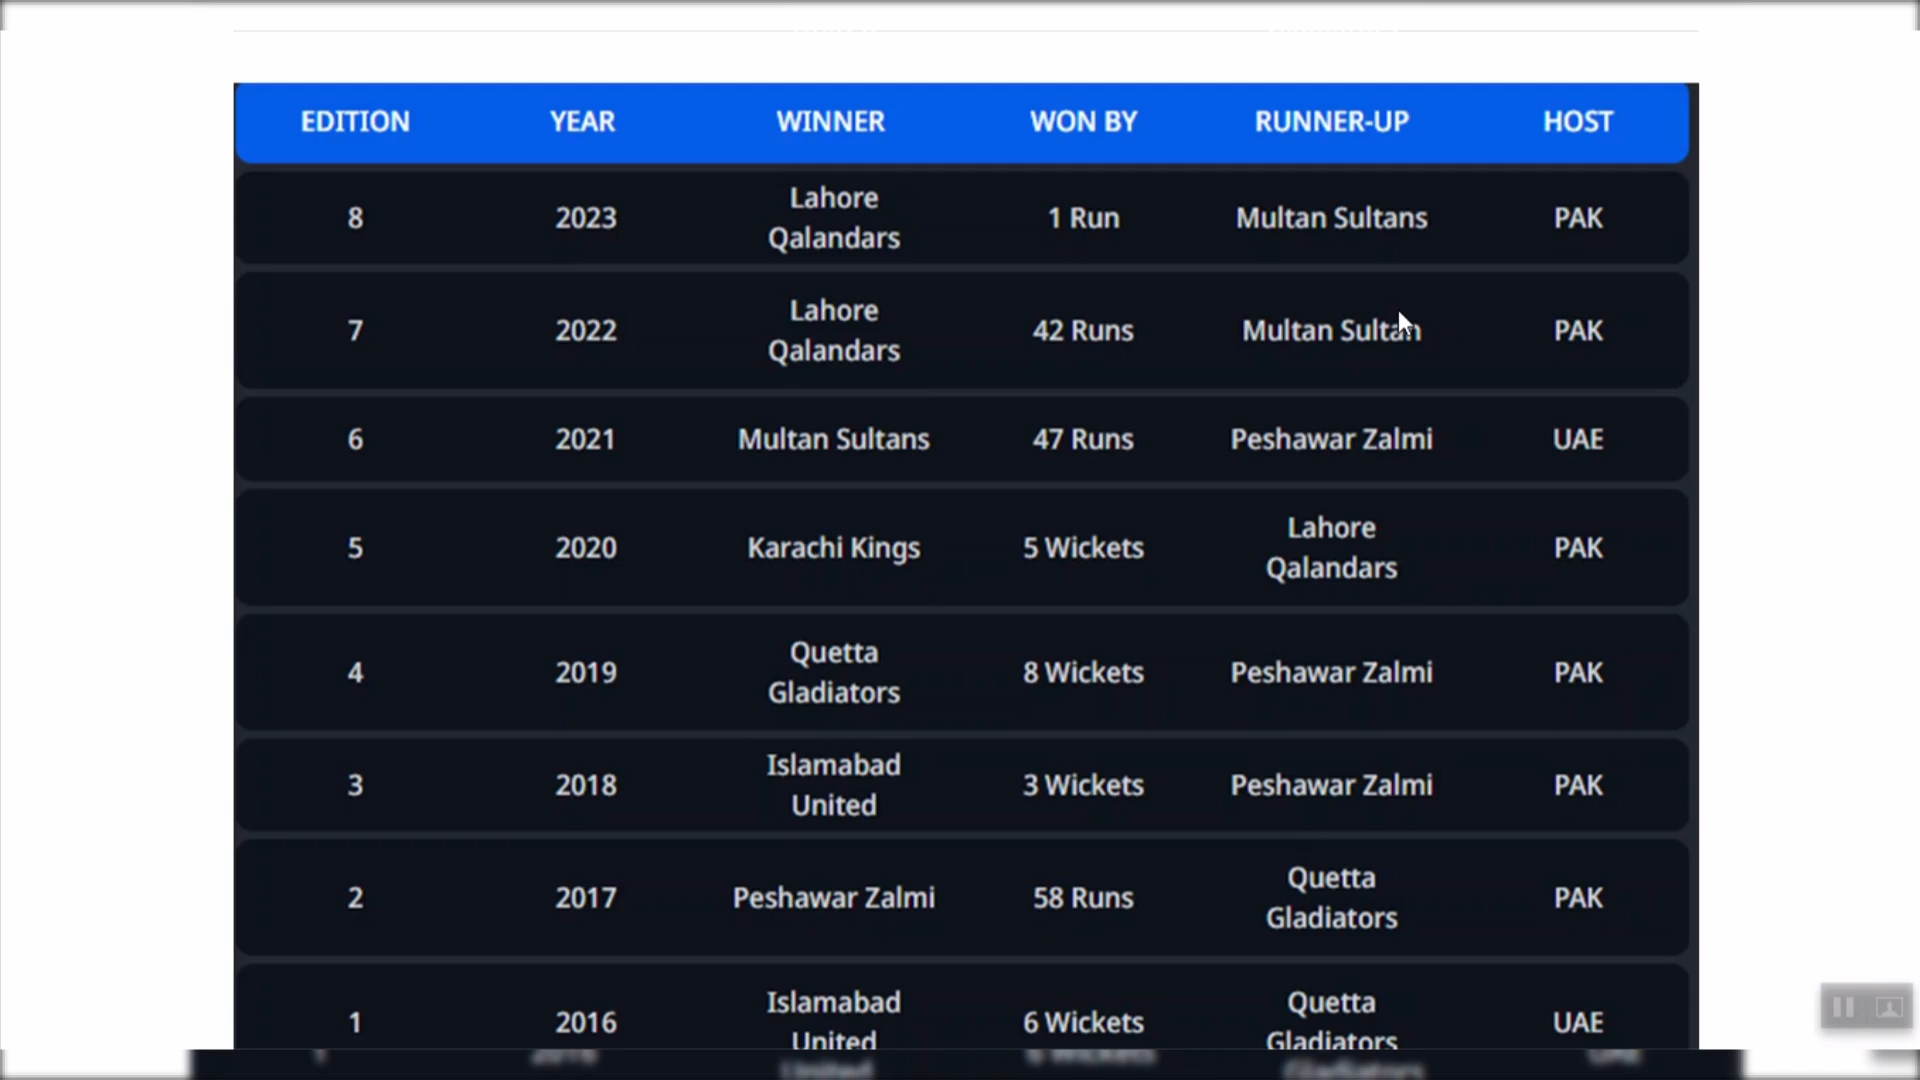 EDITION YEAR WINNER WON BY RUNNER-UP HOST
8 2023 Lahore Qalandars 1 Run Multan Sultans PAK
7 2022 Lahore Qalandars 42 Runs Multan Sultan PAK
6 2021 Multan Sultans 47 Runs Peshawar Zalmi UAE
5 2020 Karachi Kings 5 Wickets Lahore Qalandars PAK
4 2019 Quetta Gladiators 8 Wickets Peshawar Zalmi PAK
3 2018 Islamabad United 3 Wickets Peshawar Zalmi PAK
2 2017 Peshawar Zalmi 58 Runs Quetta Gladiators PAK
1 2016 Islamabad United 6 Wickets Quetta Gladiators UAE